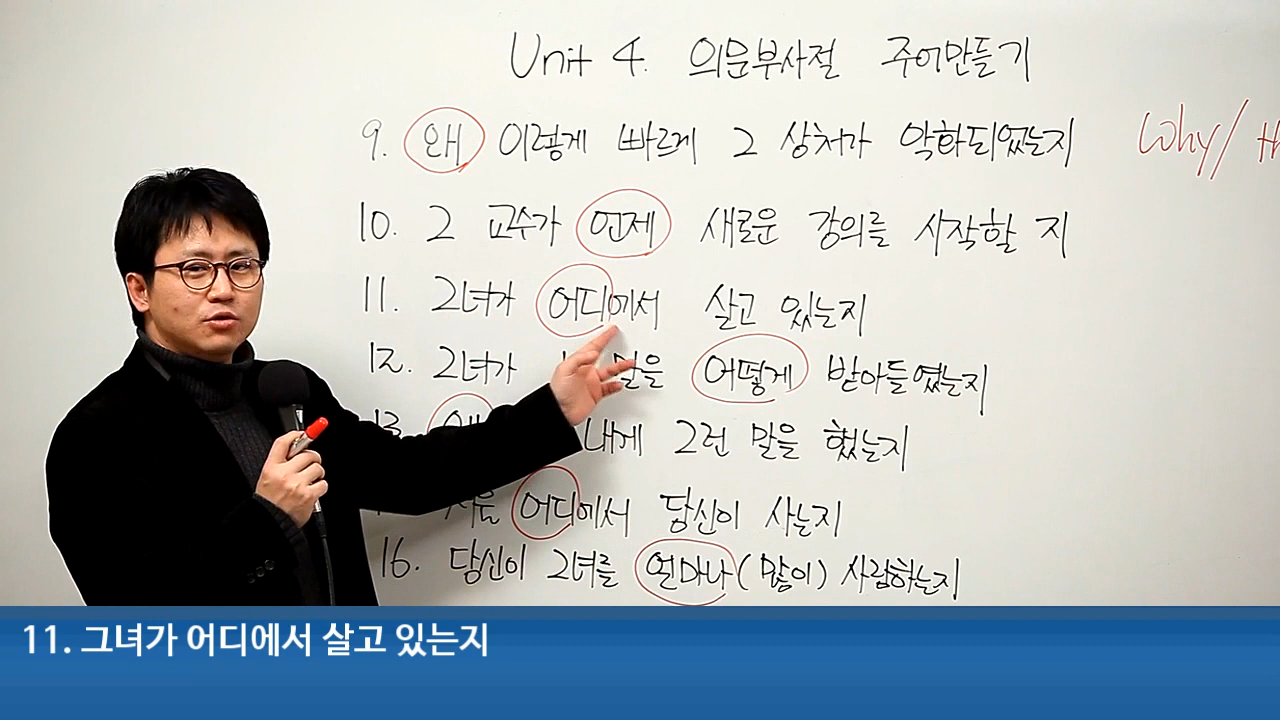 Unit 4. 의문부사절 주어만들기
9. 왜 이렇게 빠르게 그 상처가 악화되었는지 Why/ th
10. 그 교수가 언제 새로운 강의를 시작할 지
11. 그녀가 어디에서 살고 있는지
12. 그녀가 말을 어떻게 받아들였는지
13. 내게 그런 말을 했는지
어디에서 당신이 사는지
16. 당신이 그녀를 얼마나(많이) 사랑하는지
11. 그녀가 어디에서 살고 있는지